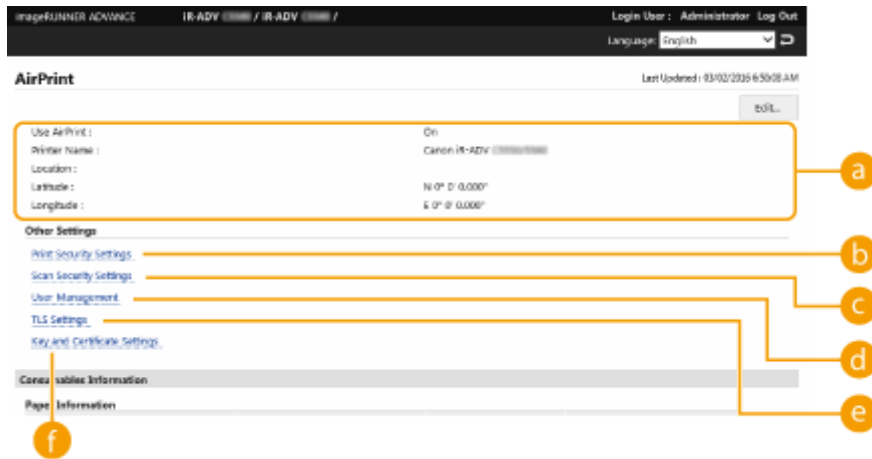 imageRUNNER ADVANCE iR-ADV / iR-ADV / Login User : Administrator Log Out
Language: English
AirPrint Last Updated : 03/02/2016 6:50:08 AM
Edit...
Use AirPrint : On
Printer Name : Canon iR-ADV
Location :
Latitude : N 0° 0' 0.000"
Longitude : E 0° 0' 0.000"
a
Other Settings
Print Security Settings b
Scan Security Settings c
User Management d
TLS Settings e
Key and Certificate Settings
Consumables Information
Paper Information
f